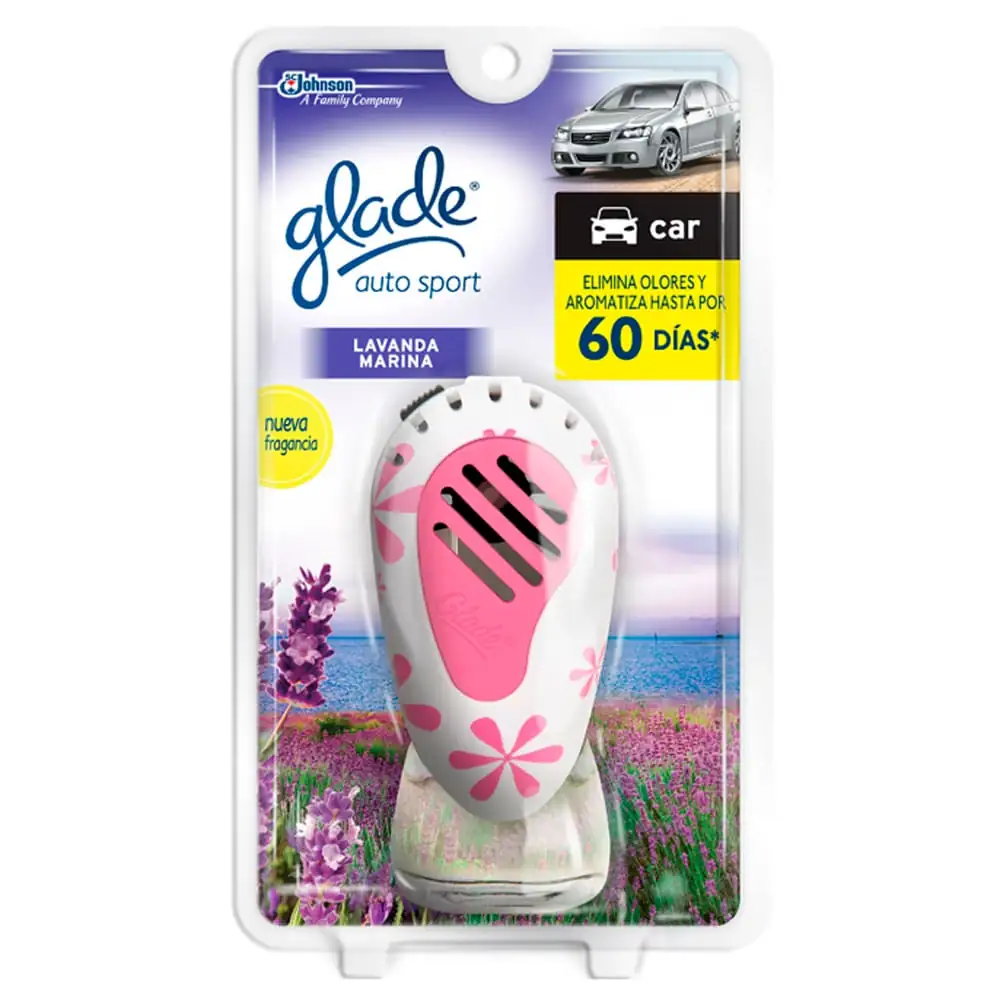 SC Johnson
A Family Company
glade®
auto sport
LAVANDA
MARINA
car
ELIMINA OLORES Y
AROMATIZA HASTA POR
60 DÍAS*
nueva
fragancia
Glade